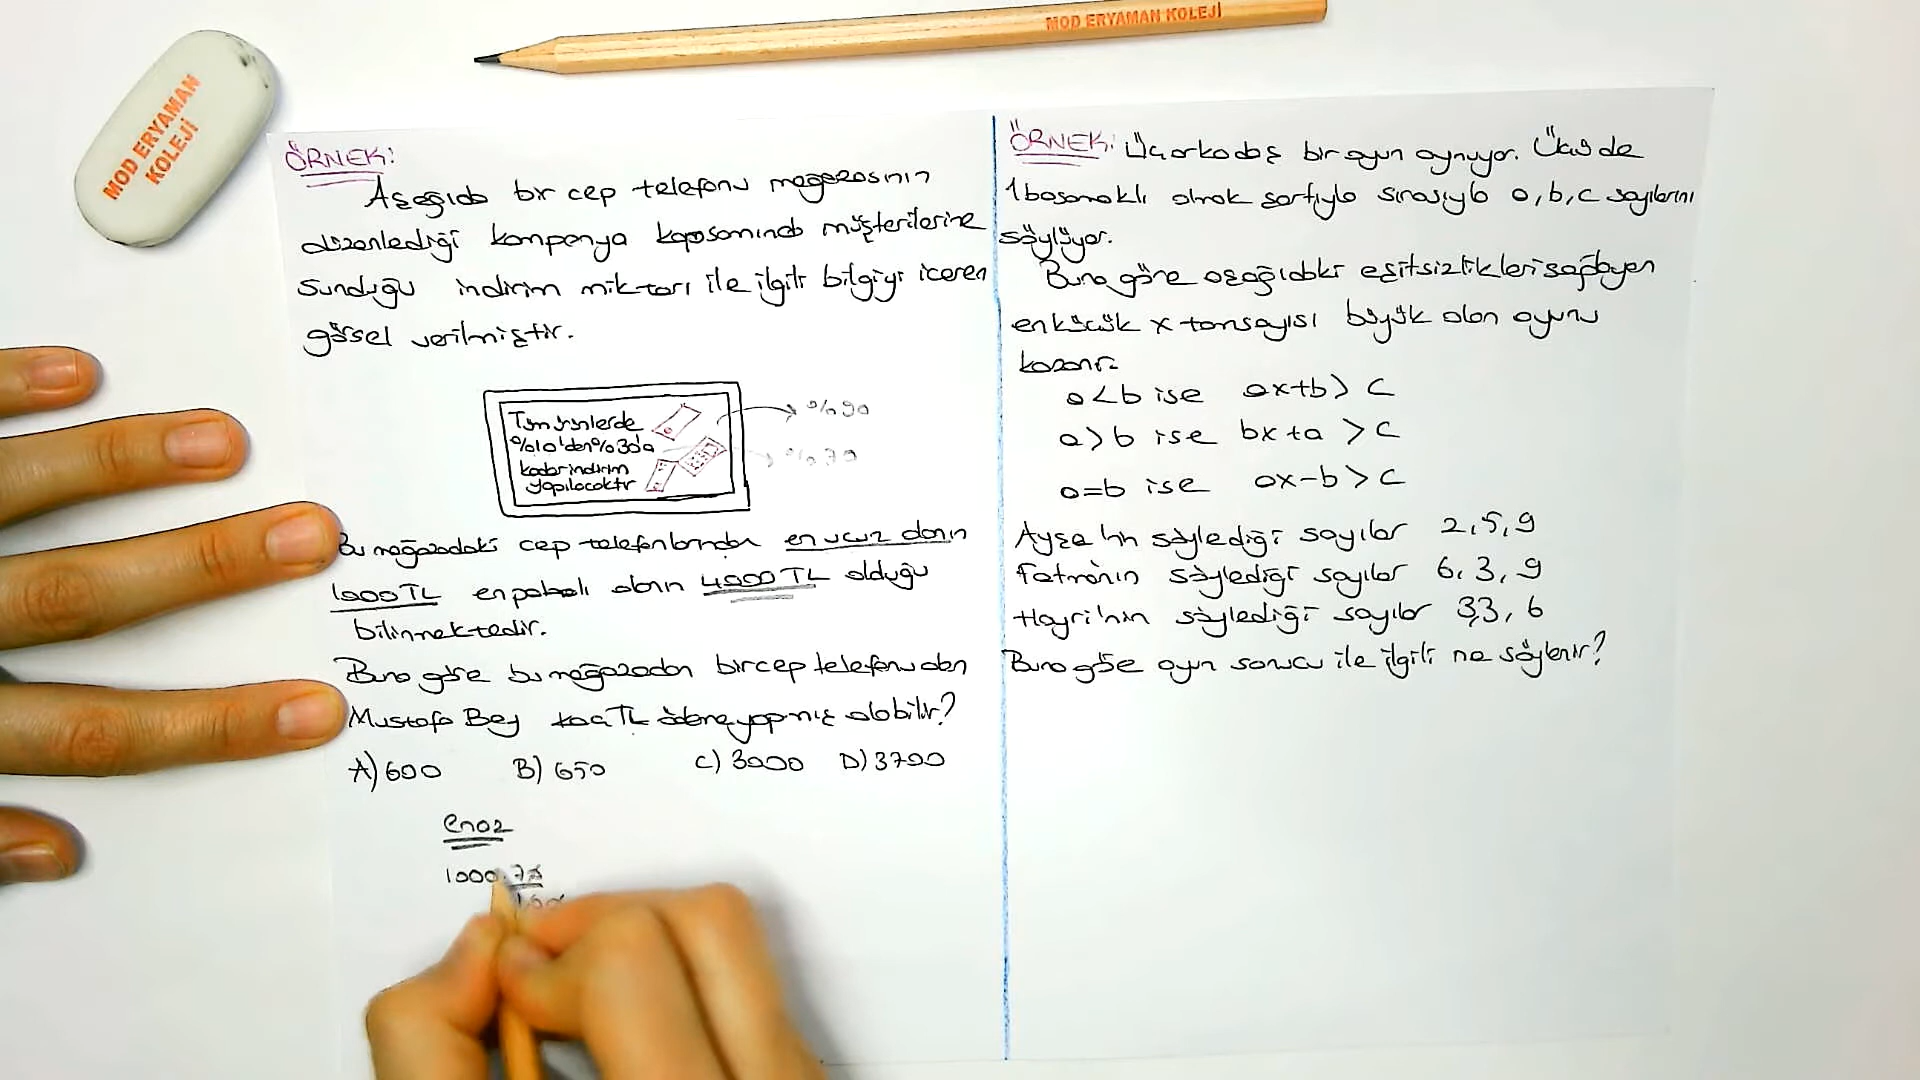 MOD ERYAMAN KOLEJİ
MOD ERYAMAN
KOLEJİ
ÖRNEK:
Aşağıda bir cep telefonu mağazasının
düzenlediği kampanya kapsamında müşterilerine
sunduğu indirim miktarı ile ilgili bilgiyi içeren
görsel verilmiştir.
Tüm ürünlerde
%10'den %30'a
kadar indirim
yapılacaktır
%90
%70
Bu mağazadaki cep telefonlarından en ucuz olanın
1000 TL en pahalı olanın 4000 TL olduğu
bilinmektedir.
Buna göre bu mağazadan bir cep telefonu alan
Mustafa Bey kaç TL ödeme yapmış olabilir?
A) 600 B) 650 C) 3000 D) 3700
en az
1000.70
100
ÖRNEK: Üç arkadaş bir oyun oynuyor. Üçü de
1 basamaklı olmak şartıyla sırasıyla a, b, c sayılarını
söylüyor.
Buna göre aşağıdaki eşitsizlikleri sağlayan
en küçük x tamsayısı büyük olan oyunu
kazanır.
a<b ise ax+b > c
a>b ise bx+a > c
a=b ise ax-b > c
Ayşe'nin söylediği sayılar 2, 5, 9
Fatma'nın söylediği sayılar 6, 3, 9
Hayri'nin söylediği sayılar 3,3, 6
Buna göre oyun sonucu ile ilgili ne söylenir?